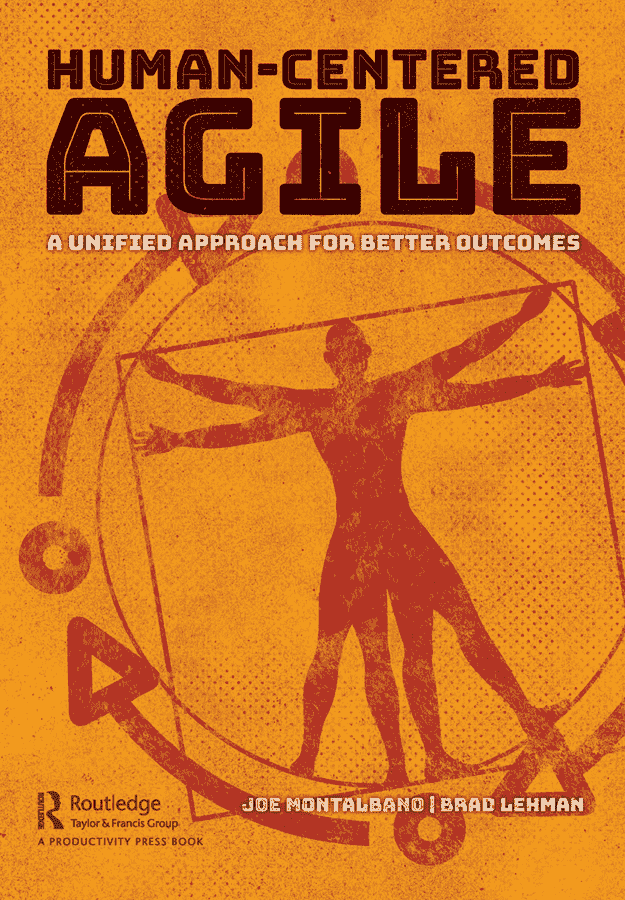 HUMAN-CENTERED
AGILE
A UNIFIED APPROACH FOR BETTER OUTCOMES
JOE MONTALBANO | BRAD LEHMAN
ROUTLEDGE
R
Routledge
Taylor & Francis Group
A PRODUCTIVITY PRESS BOOK